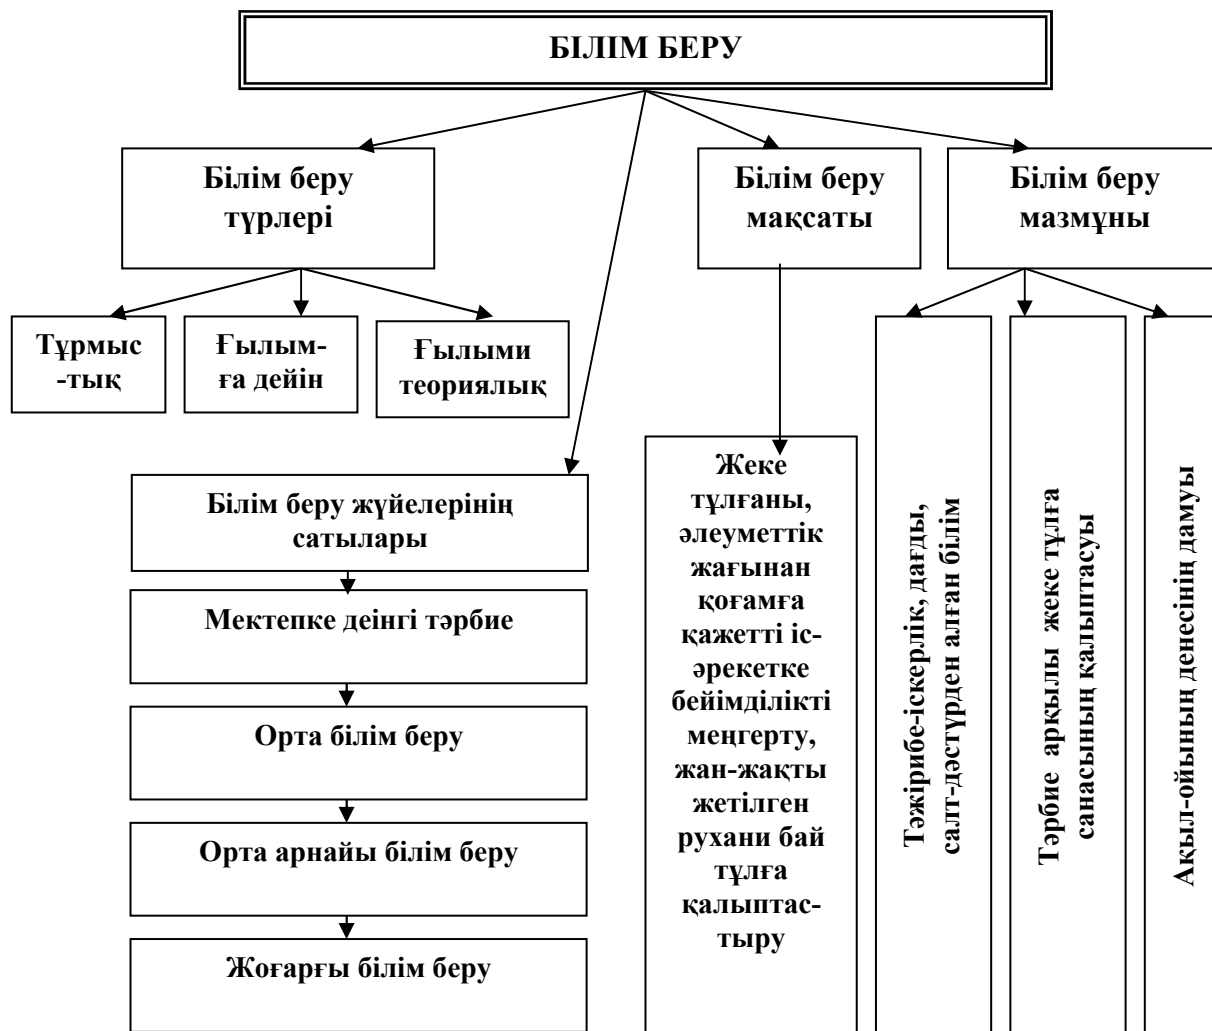 БІЛІМ БЕРУ
Білім беру
түрлері
Білім беру
мақсаты
Білім беру
мазмұны
Тұрмыс
-тық
Ғылым-
ға дейін
Ғылыми
теориялық
Білім беру жүйелерінің
сатылары
Мектепке деінгі тәрбие
Орта білім беру
Орта арнайы білім беру
Жоғарғы білім беру
Жеке
тұлғаны,
әлеуметтік
жағынан
қоғамға
қажетті іс-
әрекетке
бейімділікті
меңгерту,
жан-жақты
жетілген
рухани бай
тұлға
қалыптас-
тыру
Тәжірибе-іскерлік, дағды,
салт-дәстүрден алған білім
Тәрбие арқылы жеке тұлға
санасының қалыптасуы
Ақыл-ойының денесінің дамуы